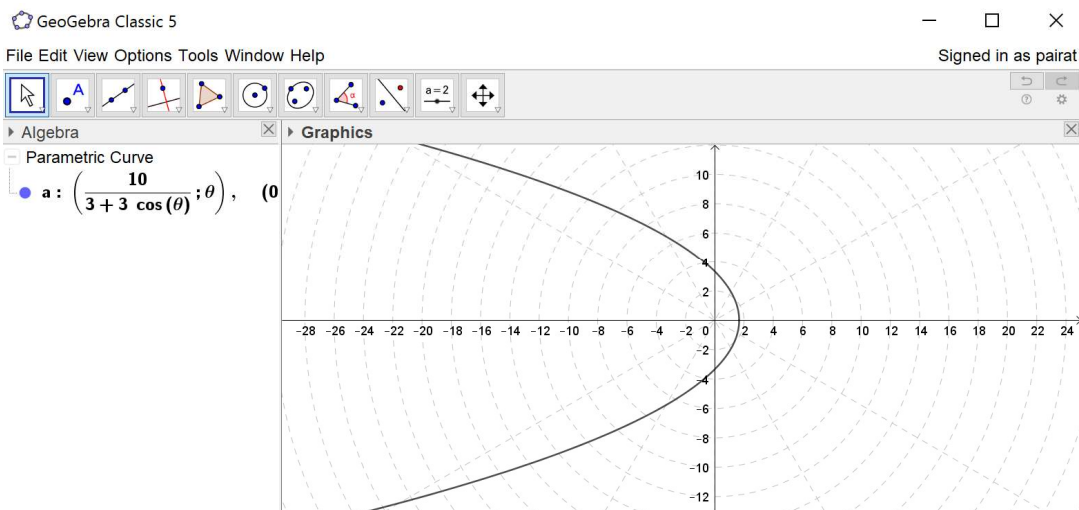 GeoGebra Classic 5
File Edit View Options Tools Window Help
Signed in as pairat
A
α
a=2
Algebra
Graphics
Parametric Curve
a : (10 / 3 + 3 cos (θ) ; θ) , (0
10
8
6
4
2
-28 -26 -24 -22 -20 -18 -16 -14 -12 -10 -8 -6 -4 -2 0 2 4 6 8 10 12 14 16 18 20 22 24
-2
-4
-6
-8
-10
-12